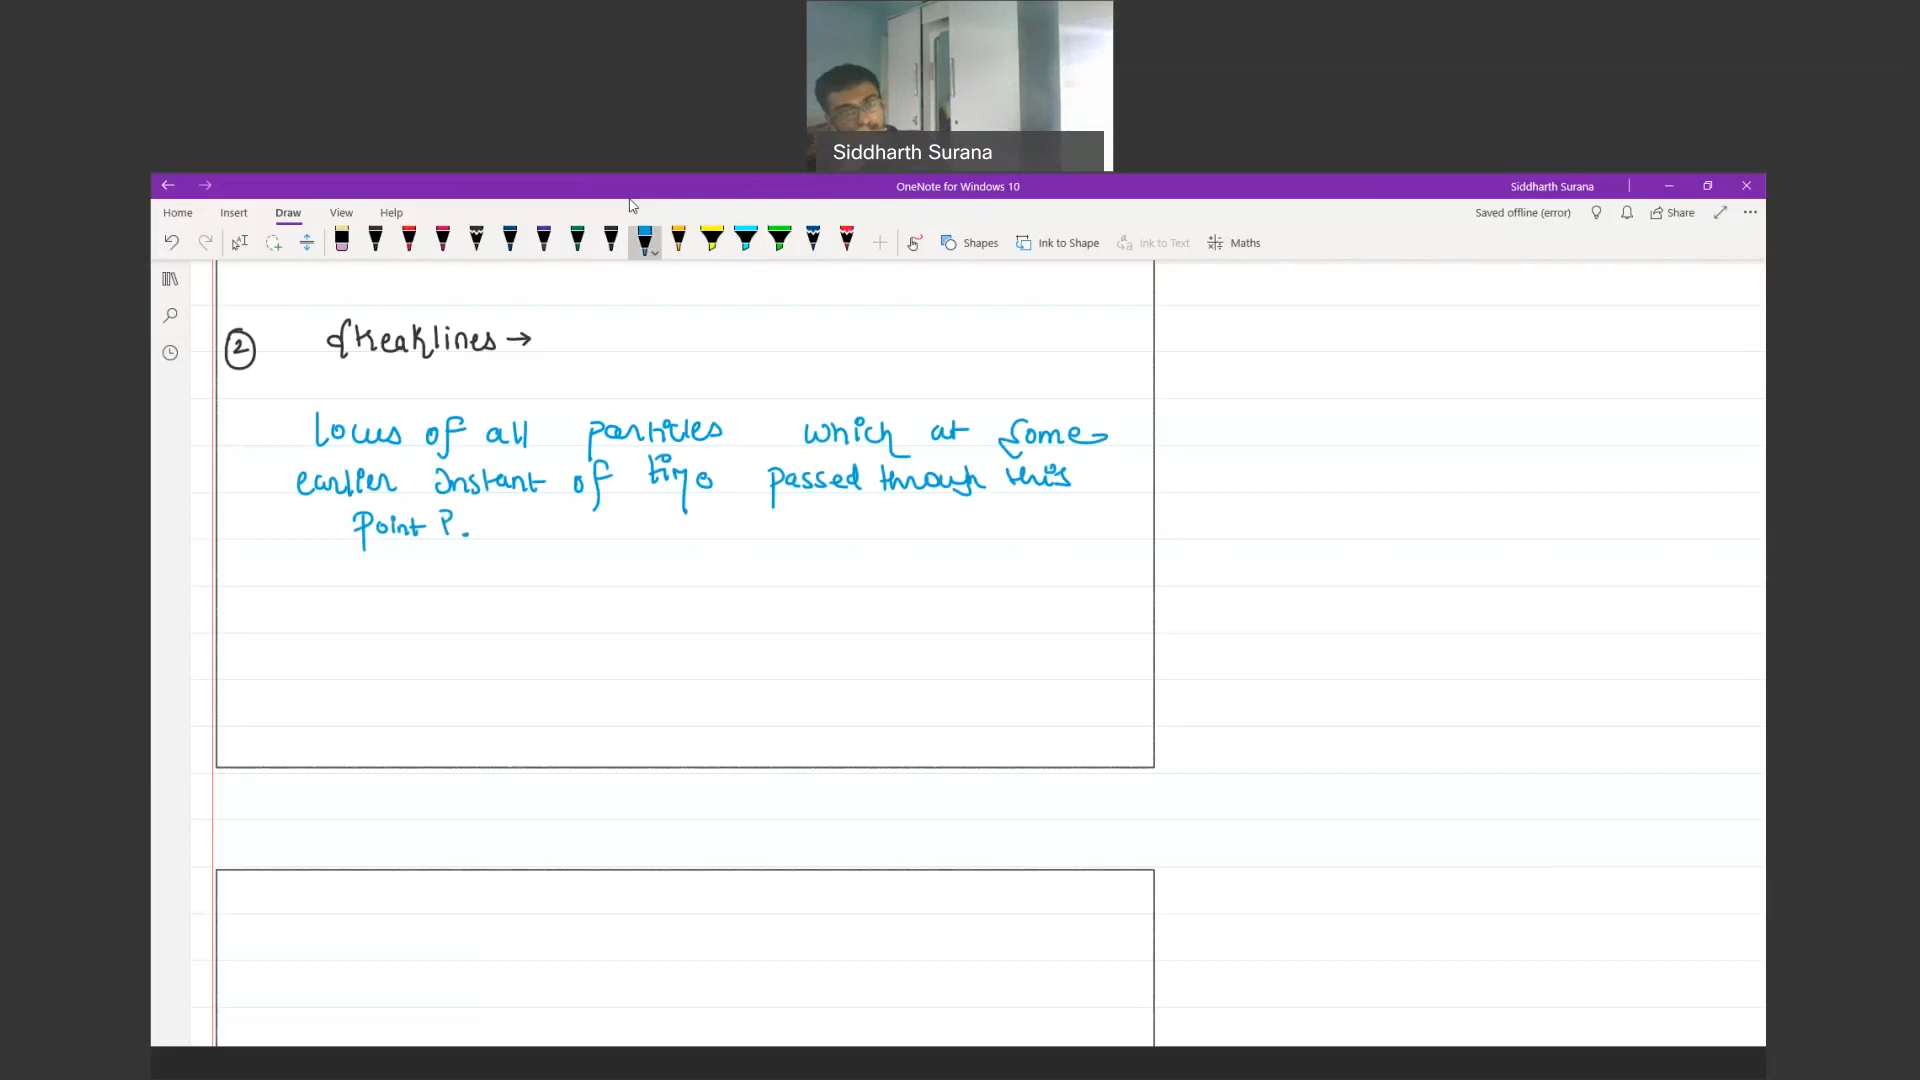 Siddharth Surana
OneNote for Windows 10
Siddharth Surana
Home Insert Draw View Help
Saved offline (error) Share
Shapes Ink to Shape Ink to Text Maths
2 Streaklines →
Locus of all particles which at some
earlier instant of time passed through this
point P.